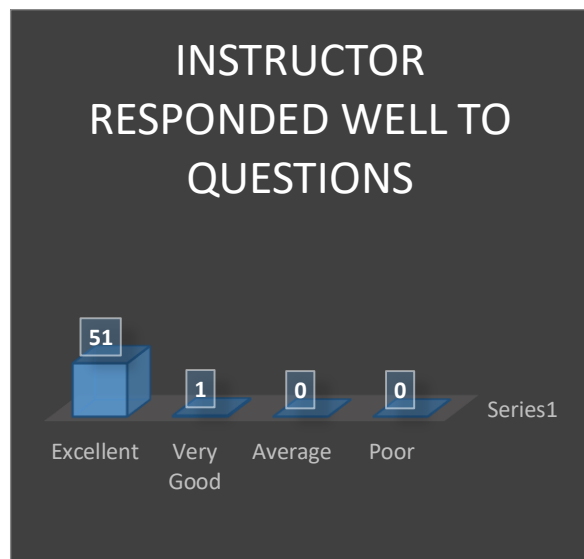 INSTRUCTOR
RESPONDED WELL TO
QUESTIONS
51
1
0
0
Series1
Excellent
Very
Good
Average
Poor